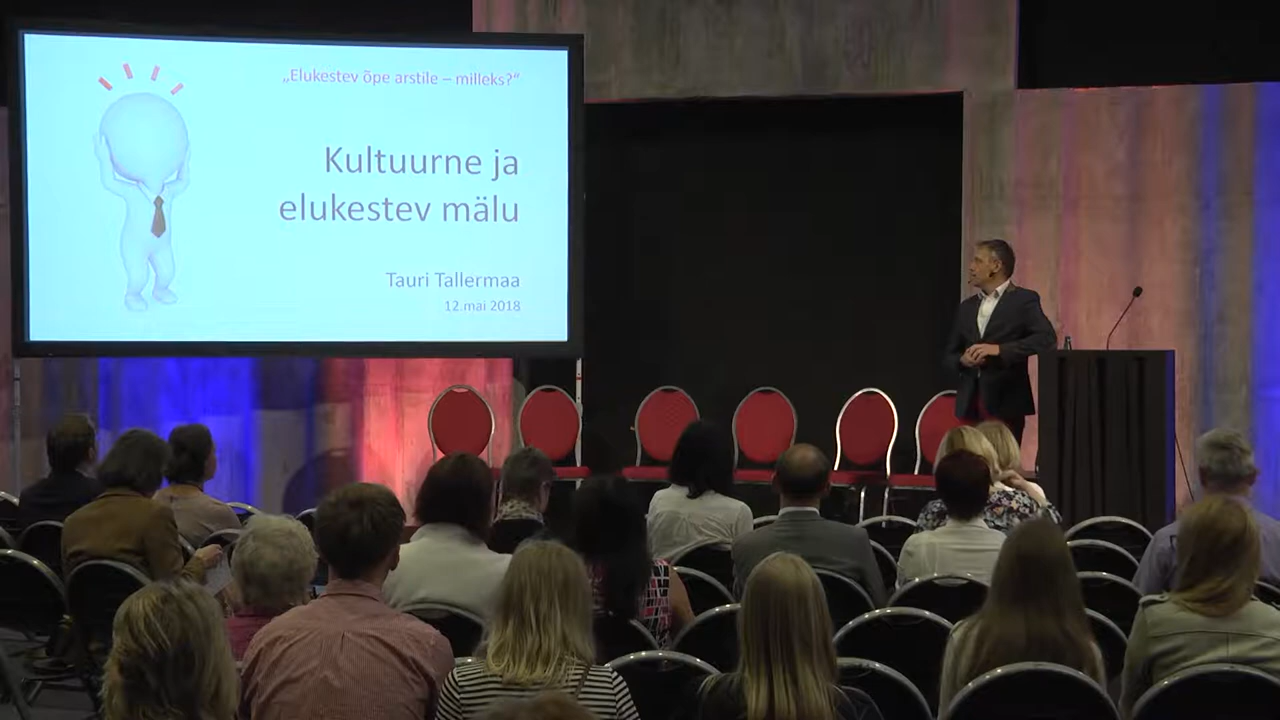 „Elukestev õpe arstile – milleks?“
Kultuurne ja
elukestev mälu
Tauri Tallermaa
12.mai 2018